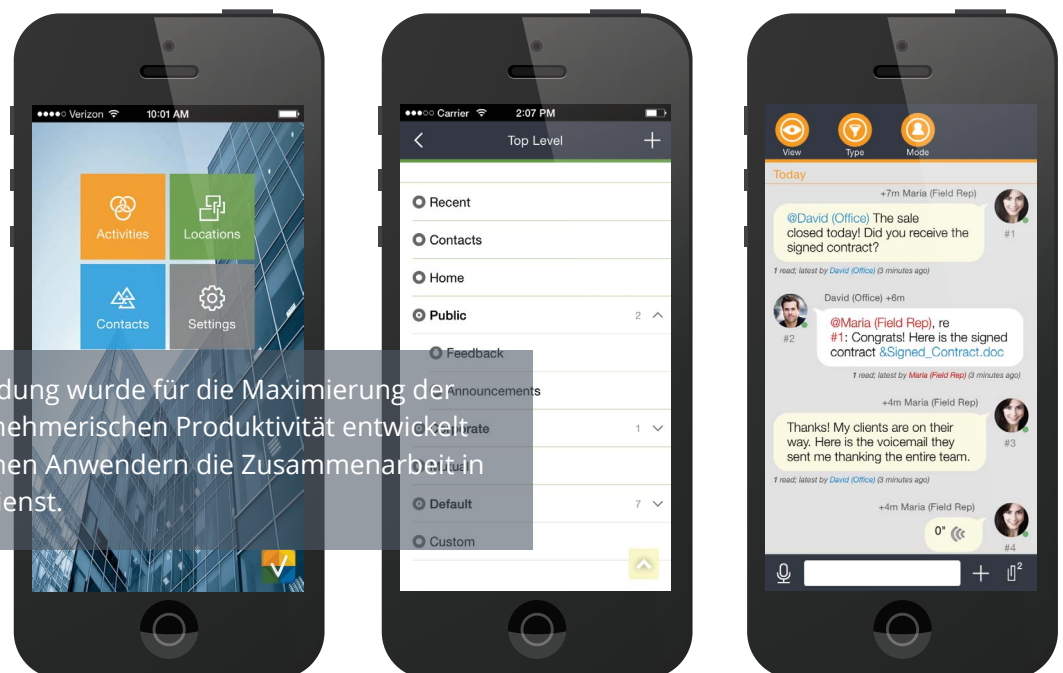 Verizon 10:01 AM
Activities
Locations
Contacts
Settings
dung wurde für die Maximierung der
nehmerischen Produktivität entwickelt
nen Anwendern die Zusammenarbeit in
ienst.
Carrier 2:07 PM
Top Level
Recent
Contacts
Home
Public 2
Feedback
Announcements
Corporate 1
Mutual
Default 7
Custom
View Type Mode
Today
+7m Maria (Field Rep)
@David (Office) The sale
closed today! Did you receive the
signed contract?
#1
1 read; latest by David (Office) (3 minutes ago)
David (Office) +6m
@Maria (Field Rep), re
#1: Congrats! Here is the signed
contract &Signed_Contract.doc
#2
1 read; latest by Maria (Field Rep) (3 minutes ago)
+4m Maria (Field Rep)
Thanks! My clients are on their
way. Here is the voicemail they
sent me thanking the entire team.
#3
1 read; latest by David (Office) (3 minutes ago)
+4m Maria (Field Rep)
0"
#4
2